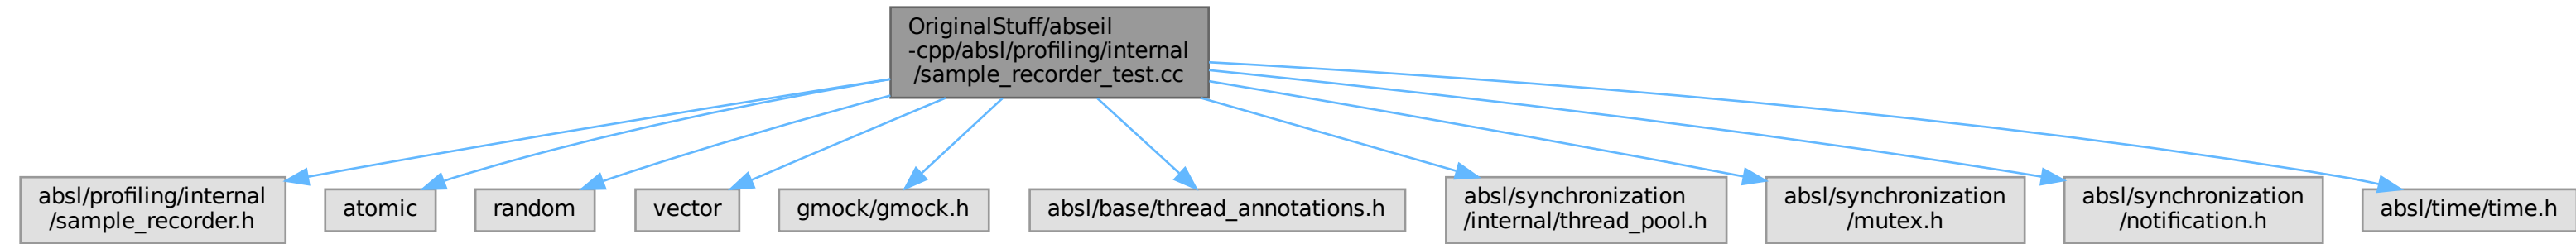 OriginalStuff/abseil
-cpp/absl/profiling/internal
/sample_recorder_test.cc
absl/profiling/internal
/sample_recorder.h
atomic
random
vector
gmock/gmock.h
absl/base/thread_annotations.h
absl/synchronization
/internal/thread_pool.h
absl/synchronization
/mutex.h
absl/synchronization
/notification.h
absl/time/time.h